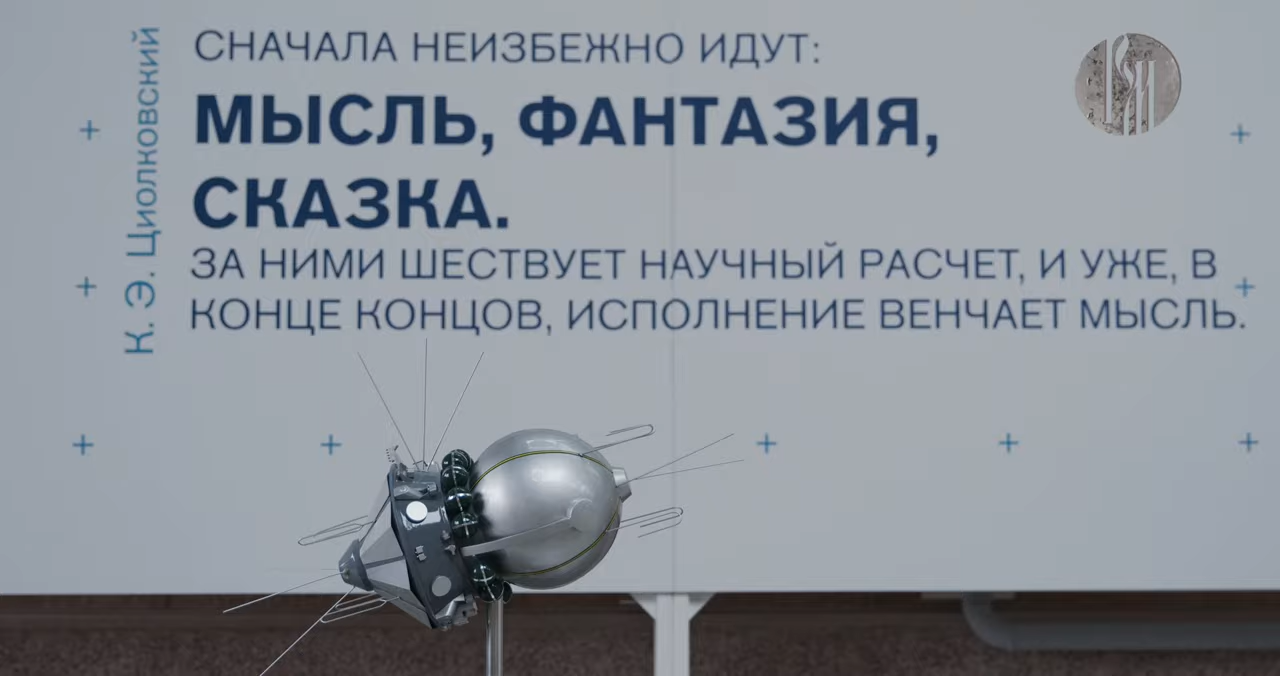 К. Э. Циолковский
СНАЧАЛА НЕИЗБЕЖНО ИДУТ:
МЫСЛЬ, ФАНТАЗИЯ,
СКАЗКА.
ЗА НИМИ ШЕСТВУЕТ НАУЧНЫЙ РАСЧЕТ, И УЖЕ, В
КОНЦЕ КОНЦОВ, ИСПОЛНЕНИЕ ВЕНЧАЕТ МЫСЛЬ.